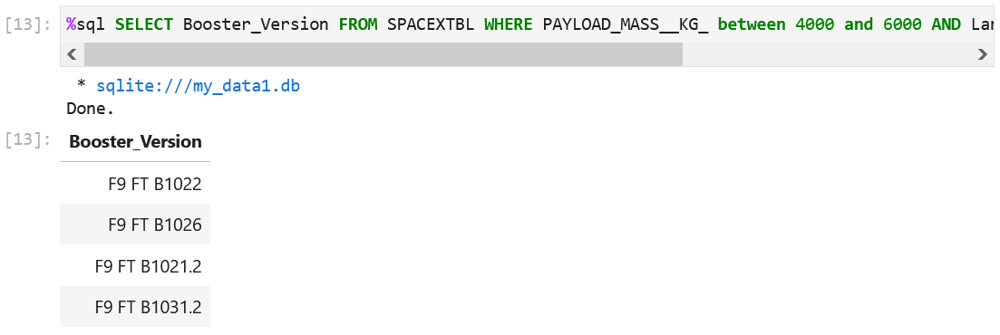 [13]: %sql SELECT Booster_Version FROM SPACEXTBL WHERE PAYLOAD_MASS__KG_ between 4000 and 6000 AND Lan
* sqlite:///my_data1.db
Done.
[13]: Booster_Version
F9 FT B1022
F9 FT B1026
F9 FT B1021.2
F9 FT B1031.2